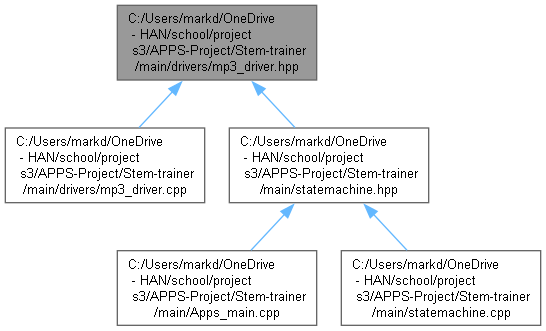 C:/Users/markd/OneDrive
- HAN/school/project
s3/APPS-Project/Stem-trainer
/main/drivers/mp3_driver.hpp
C:/Users/markd/OneDrive
- HAN/school/project
s3/APPS-Project/Stem-trainer
/main/drivers/mp3_driver.cpp
C:/Users/markd/OneDrive
- HAN/school/project
s3/APPS-Project/Stem-trainer
/main/statemachine.hpp
C:/Users/markd/OneDrive
- HAN/school/project
s3/APPS-Project/Stem-trainer
/main/Apps_main.cpp
C:/Users/markd/OneDrive
- HAN/school/project
s3/APPS-Project/Stem-trainer
/main/statemachine.cpp